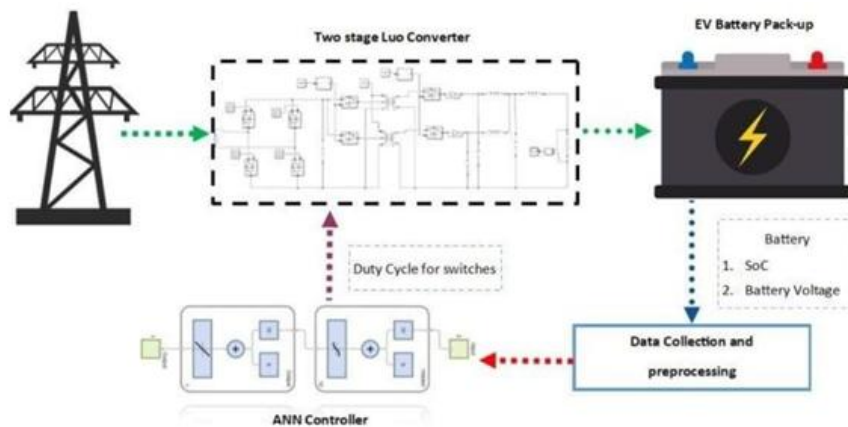 Two stage Luo Converter
EV Battery Pack-up
Battery
1. SoC
2. Battery Voltage
Duty Cycle for switches
Data Collection and
preprocessing
ANN Controller